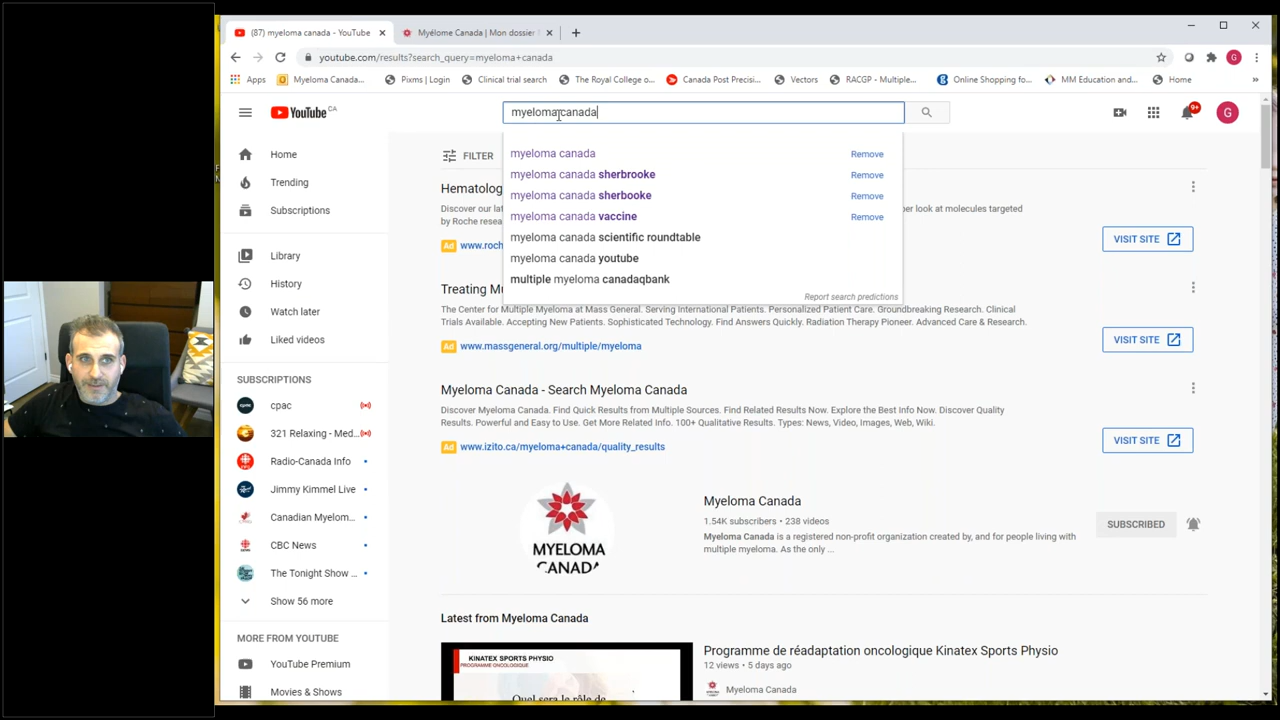 (87) myeloma canada - YouTube
Myélome Canada | Mon dossier
youtube.com/results?search_query=myeloma+canada
G
Apps
Myeloma Canada...
Pixms | Login
Clinical trial search
The Royal College o...
Canada Post Precisi...
Vectors
RACGP - Multiple...
Online Shopping fo...
MM Education and...
Home
»
YouTube CA
myeloma canada
9+
G
Home
Trending
Subscriptions
Library
History
Watch later
Liked videos
SUBSCRIPTIONS
cpac
321 Relaxing - Med...
Radio-Canada Info
Jimmy Kimmel Live
Canadian Myelom...
CBC News
The Tonight Show ...
Show 56 more
MORE FROM YOUTUBE
YouTube Premium
Movies & Shows
FILTER
myeloma canada Remove
myeloma canada sherbrooke Remove
myeloma canada sherbooke Remove
myeloma canada vaccine Remove
myeloma canada scientific roundtable
myeloma canada youtube
multiple myeloma canadaqbank
Report search predictions
Hematolog
Discover our lat
per look at molecules targeted
by Roche resea
Ad www.roc
VISIT SITE
Treating Mu
The Center for Multiple Myeloma at Mass General. Serving International Patients. Personalized Patient Care. Groundbreaking Research. Clinical
Trials Available. Accepting New Patients. Sophisticated Technology. Find Answers Quickly. Radiation Therapy Pioneer. Advanced Care & Research.
Ad www.massgeneral.org/multiple/myeloma
VISIT SITE
Myeloma Canada - Search Myeloma Canada
Discover Myeloma Canada. Find Quick Results from Multiple Sources. Find Related Results Now. Explore the Best Info Now. Discover Quality
Results. Powerful and Easy to Use. Get More Related Info. 100+ Qualitative Results. Types: News, Video, Images, Web, Wiki.
Ad www.izito.ca/myeloma+canada/quality_results
VISIT SITE
MYELOMA
CANADA
Myeloma Canada
1.54K subscribers • 238 videos
Myeloma Canada is a registered non-profit organization created by, and for people living with
multiple myeloma. As the only ...
SUBSCRIBED
Latest from Myeloma Canada
KINATEX SPORTS PHYSIO
PROGRAMME ONCOLOGIQUE
Quel sera le rôle de
Programme de réadaptation oncologique Kinatex Sports Physio
12 views • 5 days ago
Myeloma Canada